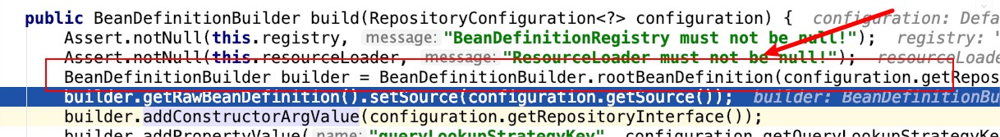 public BeanDefinitionBuilder build(RepositoryConfiguration<?> configuration) { configuration: Defa
Assert.notNull(this.registry, message: "BeanDefinitionRegistry must not be null!"); registry: "
Assert.notNull(this.resourceLoader, message: "ResourceLoader must not be null!"); resourceLoade
BeanDefinitionBuilder builder = BeanDefinitionBuilder.rootBeanDefinition(configuration.getRepos
builder.getRawBeanDefinition().setSource(configuration.getSource()); builder: BeanDefinitionBu
builder.addConstructorArgValue(configuration.getRepositoryInterface());
builder.addPropertyValue( name: "queryLookupStrategyKey", configuration.getQueryLookupStrategyKe